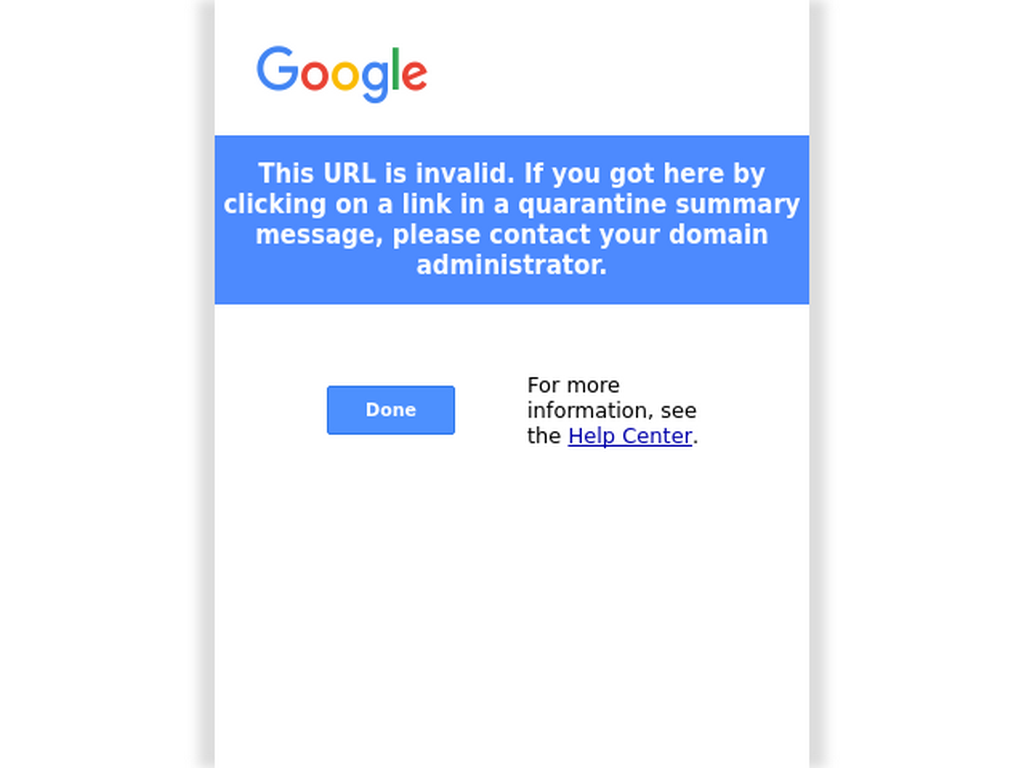 Google
This URL is invalid. If you got here by
clicking on a link in a quarantine summary
message, please contact your domain
administrator.
Done
For more
information, see
the Help Center.